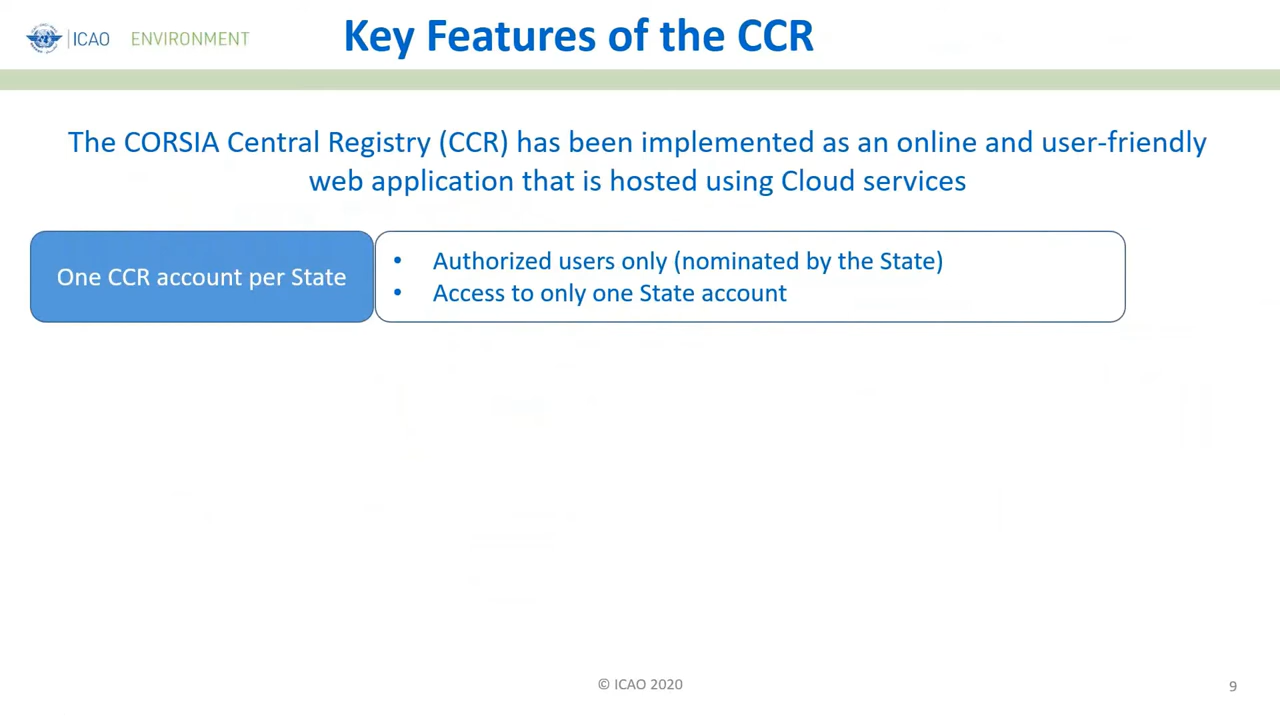 ICAO ENVIRONMENT
Key Features of the CCR
The CORSIA Central Registry (CCR) has been implemented as an online and user-friendly
web application that is hosted using Cloud services
One CCR account per State
• Authorized users only (nominated by the State)
• Access to only one State account
© ICAO 2020
9